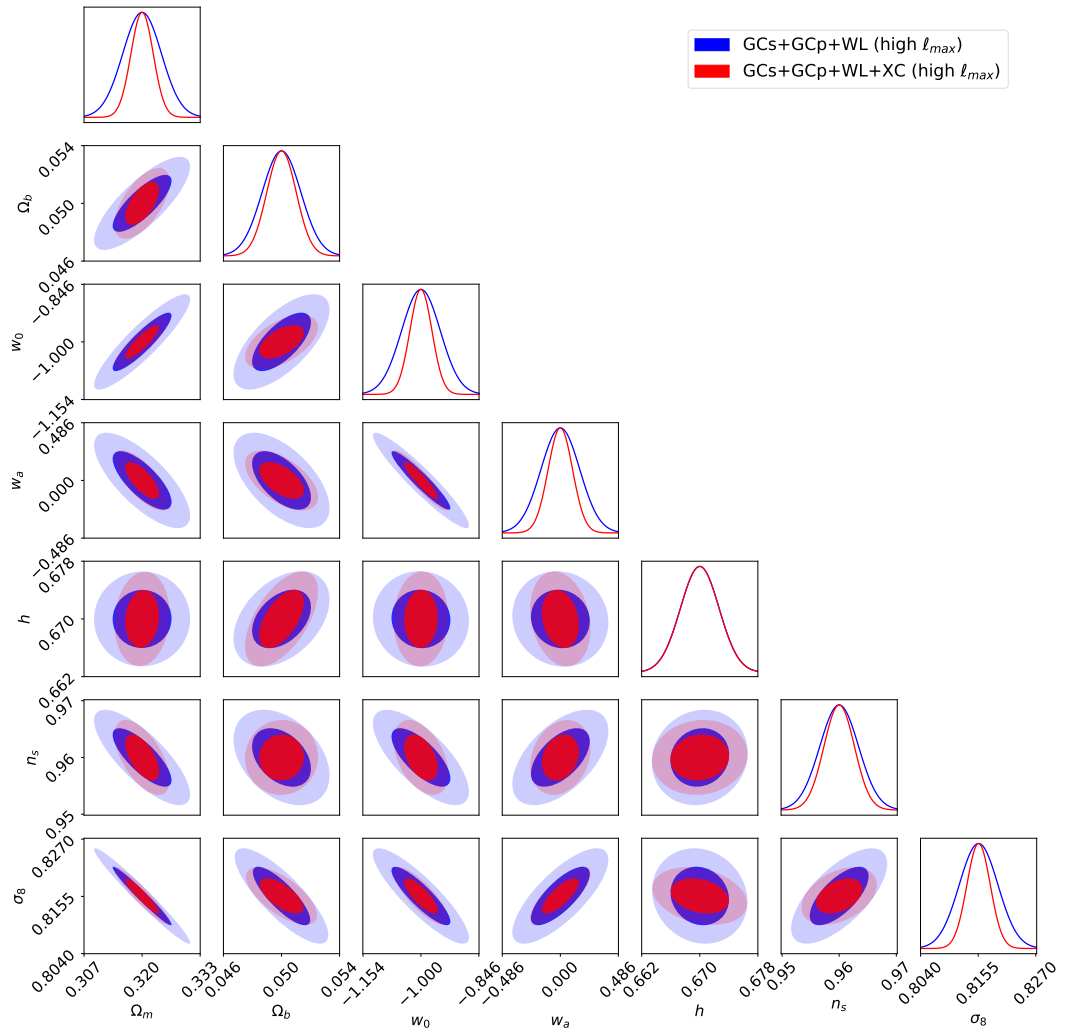 GCs+GCp+WL (high ℓmax)
GCs+GCp+WL+XC (high ℓmax)
0.054
0.050
0.046
Ωb
−0.846
−1.000
−1.154
w0
0.486
0.000
−0.486
wa
0.678
0.670
0.662
h
0.97
0.96
0.95
ns
0.8270
0.8155
0.8040
σ8
0.307 0.320 0.333
0.046 0.050 0.054
−1.154 −1.000 −0.846
−0.486 0.000 0.486
0.662 0.670 0.678
0.95 0.96 0.97
0.8040 0.8155 0.8270
Ωm Ωb w0 wa h ns σ8